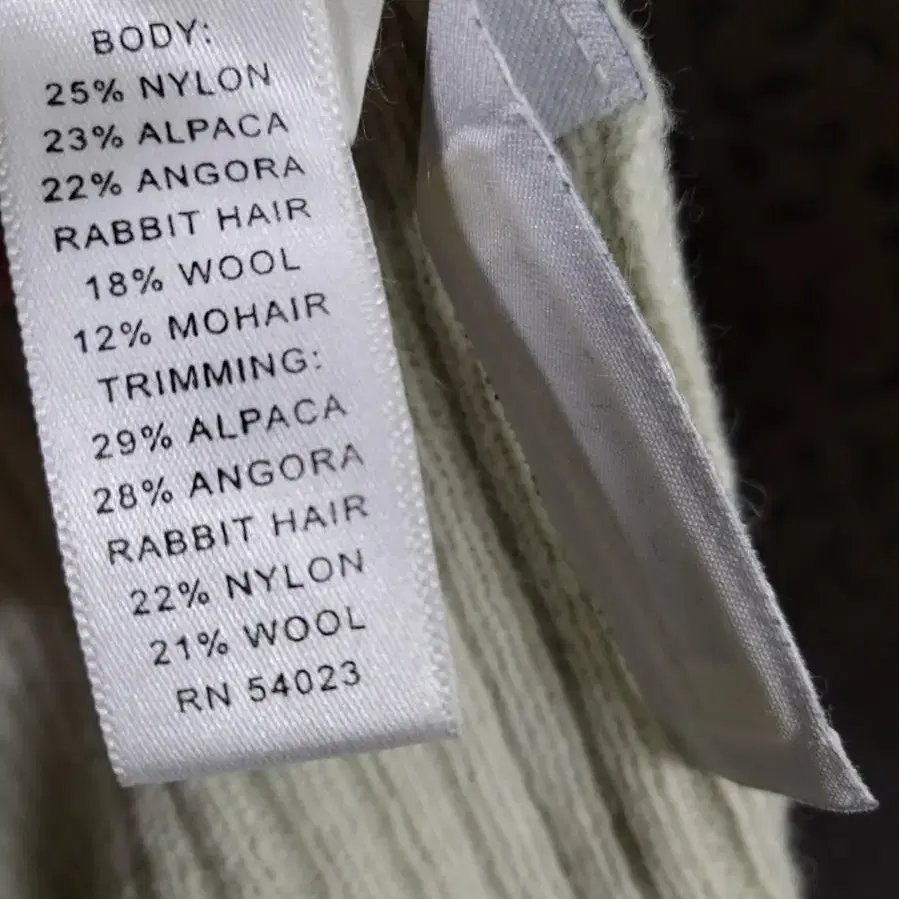 BODY:
25% NYLON
23% ALPACA
22% ANGORA
RABBIT HAIR
18% WOOL
12% MOHAIR
TRIMMING:
29% ALPACA
28% ANGORA
RABBIT HAIR
22% NYLON
21% WOOL
RN 54023